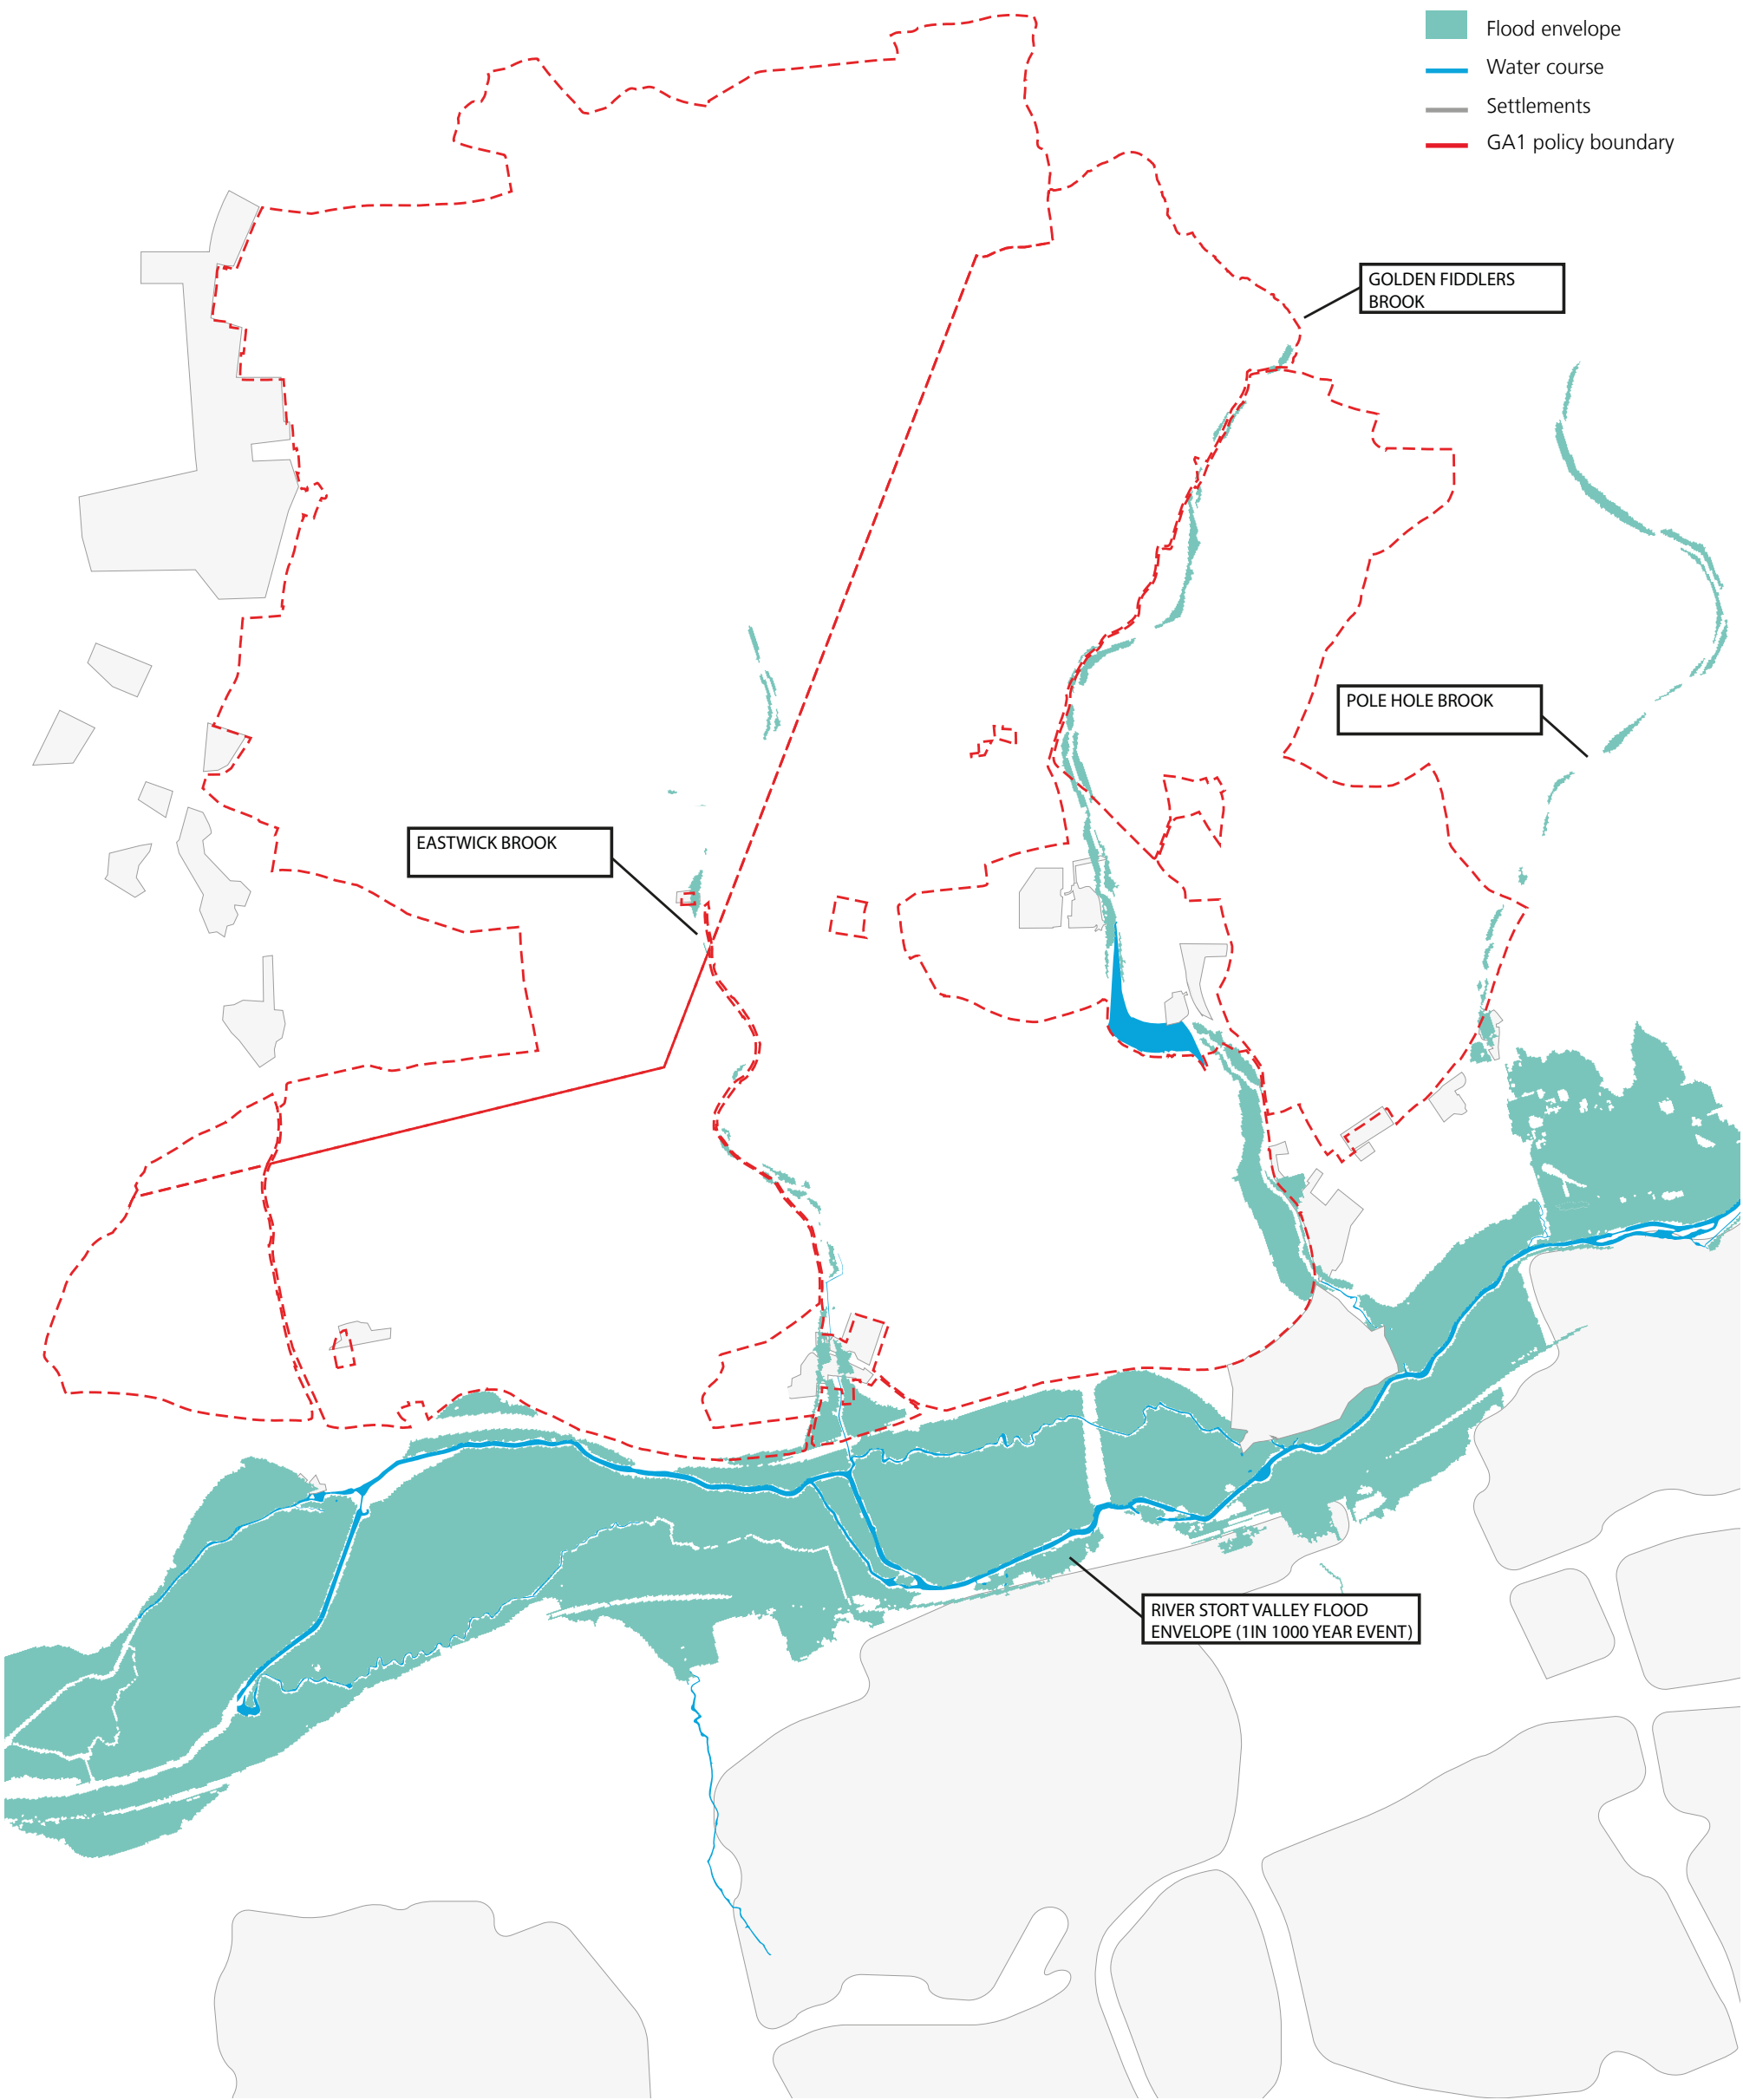 Flood envelope
Water course
Settlements
GA1 policy boundary
GOLDEN FIDDLERS
BROOK
POLE HOLE BROOK
EASTWICK BROOK
RIVER STORT VALLEY FLOOD
ENVELOPE (1IN 1000 YEAR EVENT)